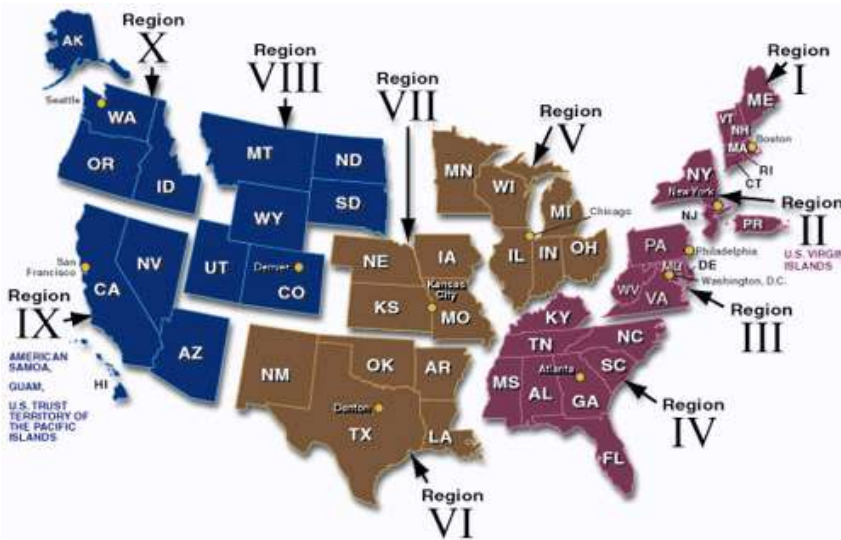 Region
X
Region
VIII
Region
VII
Region
V
Region
I
AK
Seattle
WA
OR
ID
MT
ND
SD
WY
MN
WI
MI
Chicago
IL
IN
OH
ME
VT
NH
Boston
MA
RI
CT
NY
New York
NJ
PR
Region
II
U.S. VIRGIN
ISLANDS
San
Francisco
CA
NV
UT
Denver
CO
AZ
HI
Region
IX
AMERICAN
SAMOA,
GUAM,
U.S. TRUST
TERRITORY OF
THE PACIFIC
ISLANDS
NE
IA
Kansas
City
KS
MO
PA
Philadelphia
MD
DE
Washington, D.C.
WV
VA
Region
III
NM
OK
AR
Denton
TX
LA
Region
VI
KY
TN
NC
SC
MS
AL
Atlanta
GA
FL
Region
IV